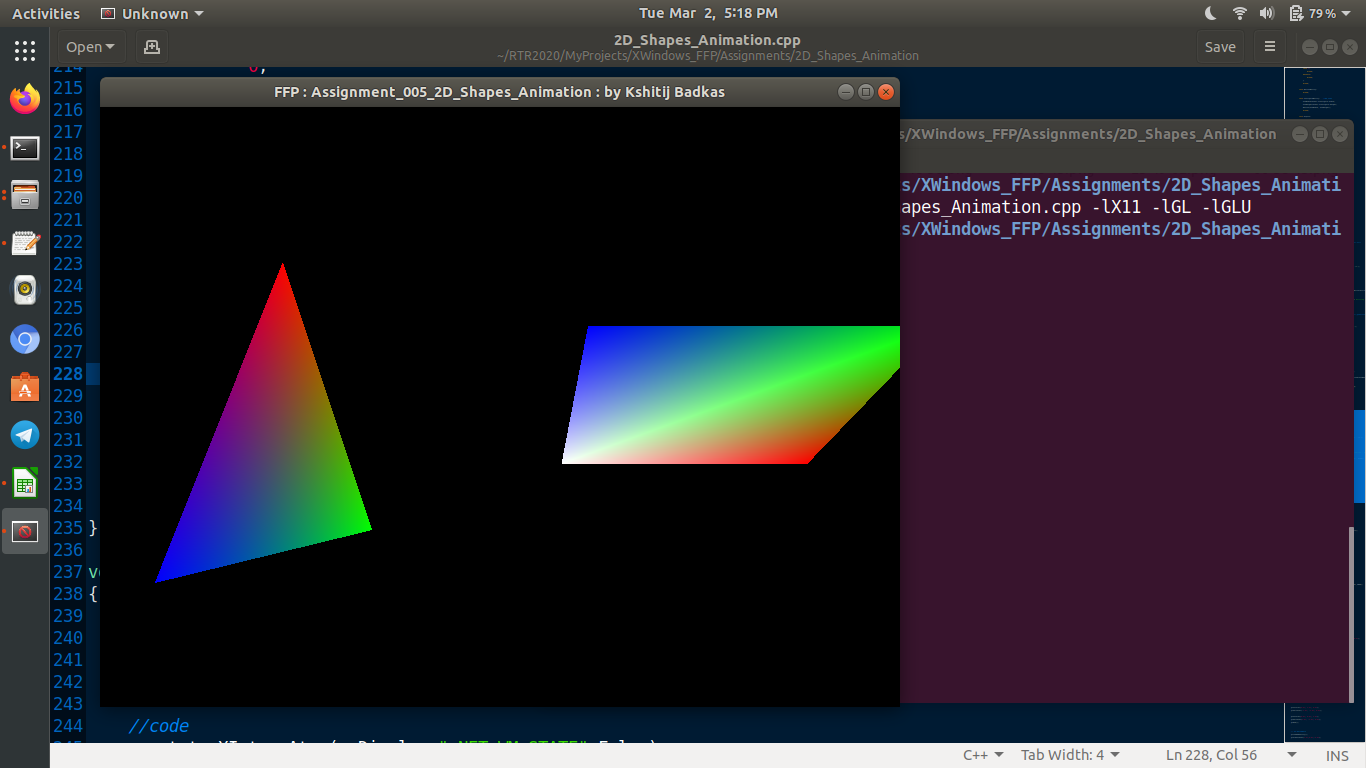 Activities Unknown Tue Mar 2, 5:18 PM 79%
Open 2D_Shapes_Animation.cpp Save
~/RTR2020/MyProjects/XWindows_FFP/Assignments/2D_Shapes_Animation
214
215
FFP : Assignment_005_2D_Shapes_Animation : by Kshitij Badkas
216
217
s/XWindows_FFP/Assignments/2D_Shapes_Animation
218
219
s/XWindows_FFP/Assignments/2D_Shapes_Animati
220
apes_Animation.cpp -lX11 -lGL -lGLU
221
s/XWindows_FFP/Assignments/2D_Shapes_Animati
222
223
224
225
226
227
228
229
230
231
232
233
234
235 }
236
237 v
238 {
239
240
241
242
243
244 //code
C++ Tab Width: 4 Ln 228, Col 56 INS